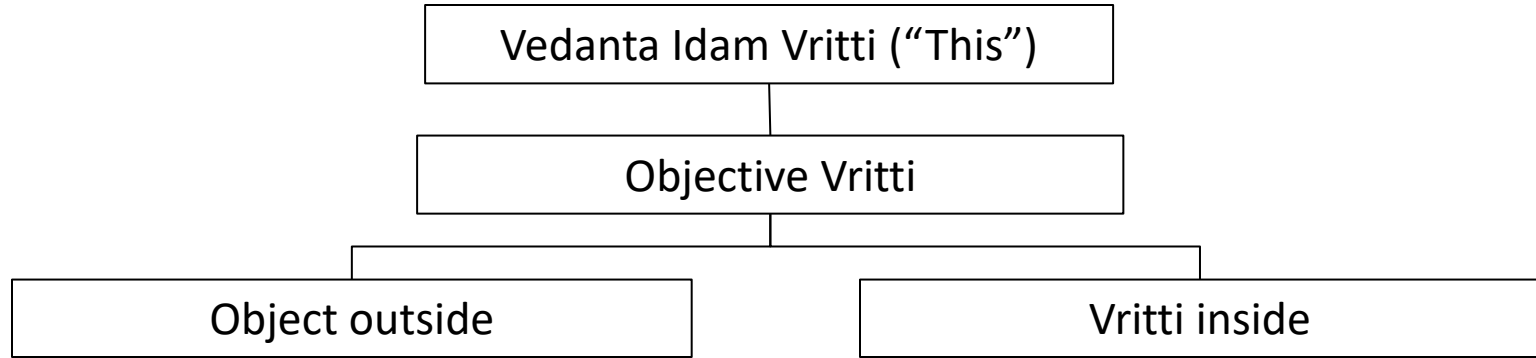 Vedanta Idam Vritti (“This”)
Objective Vritti
Object outside
Vritti inside